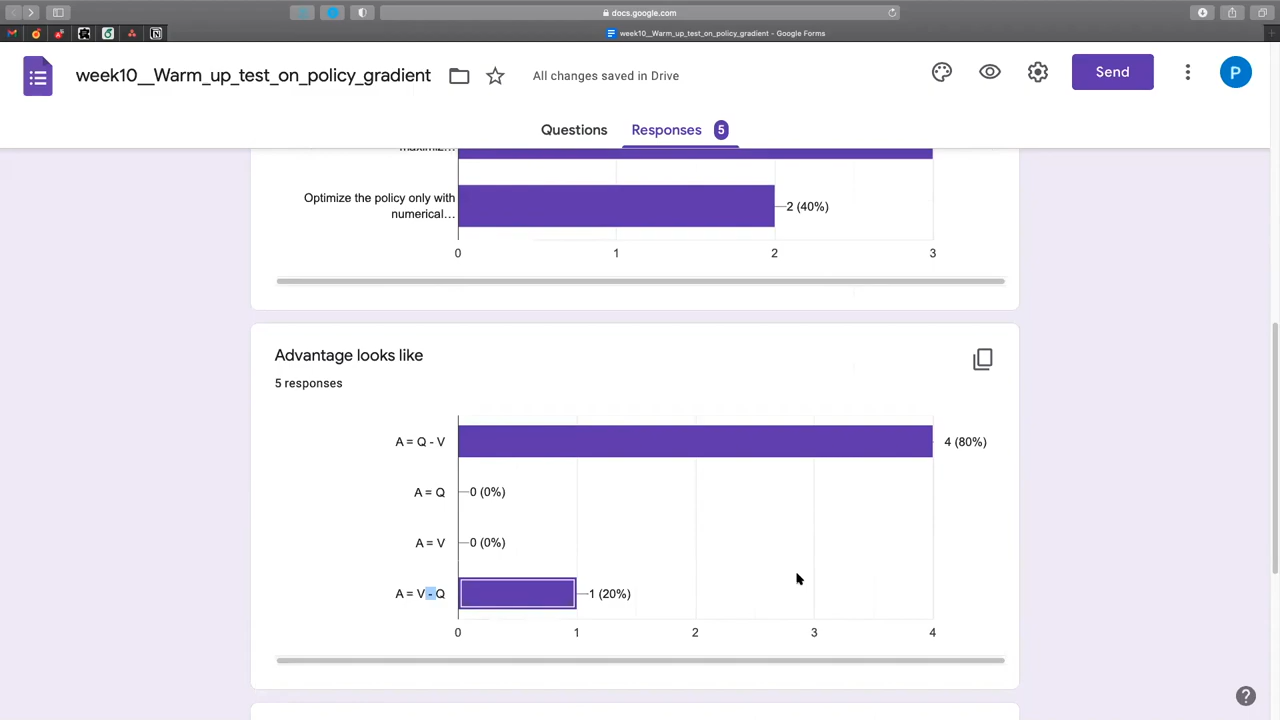 docs.google.com
week10__Warm_up_test_on_policy_gradient - Google Forms
week10__Warm_up_test_on_policy_gradient
All changes saved in Drive
Send
P
Questions
Responses 5
maximiz...
Optimize the policy only with
numerical...
2 (40%)
0 1 2 3
Advantage looks like
5 responses
A = Q - V
4 (80%)
A = Q
0 (0%)
A = V
0 (0%)
A = V - Q
1 (20%)
0 1 2 3 4